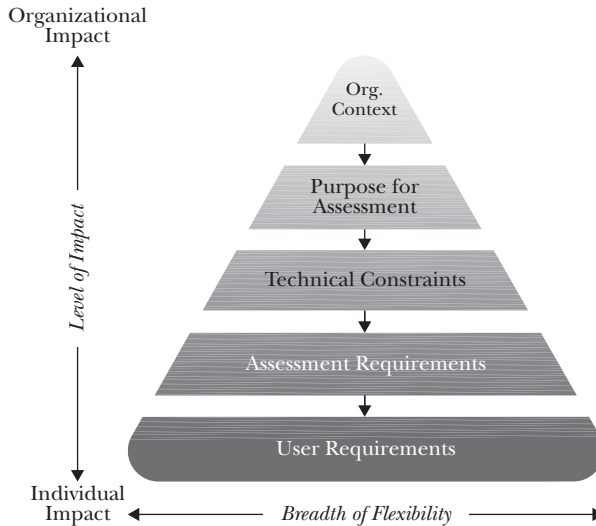 Organizational
Impact
Org.
Context
Purpose for
Assessment
Level of Impact
Technical Constraints
Assessment Requirements
User Requirements
Individual
Impact
Breadth of Flexibility